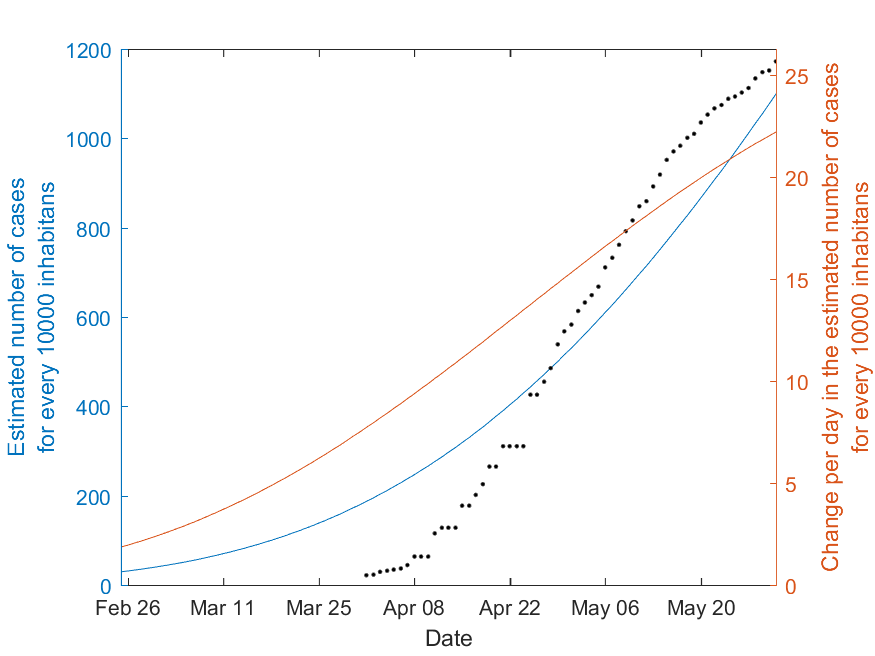 1200
1000
800
600
400
200
0
25
20
15
10
5
0
Estimated number of cases
for every 10000 inhabitans
Change per day in the estimated number of cases
for every 10000 inhabitans
Feb 26 Mar 11 Mar 25 Apr 08 Apr 22 May 06 May 20
Date